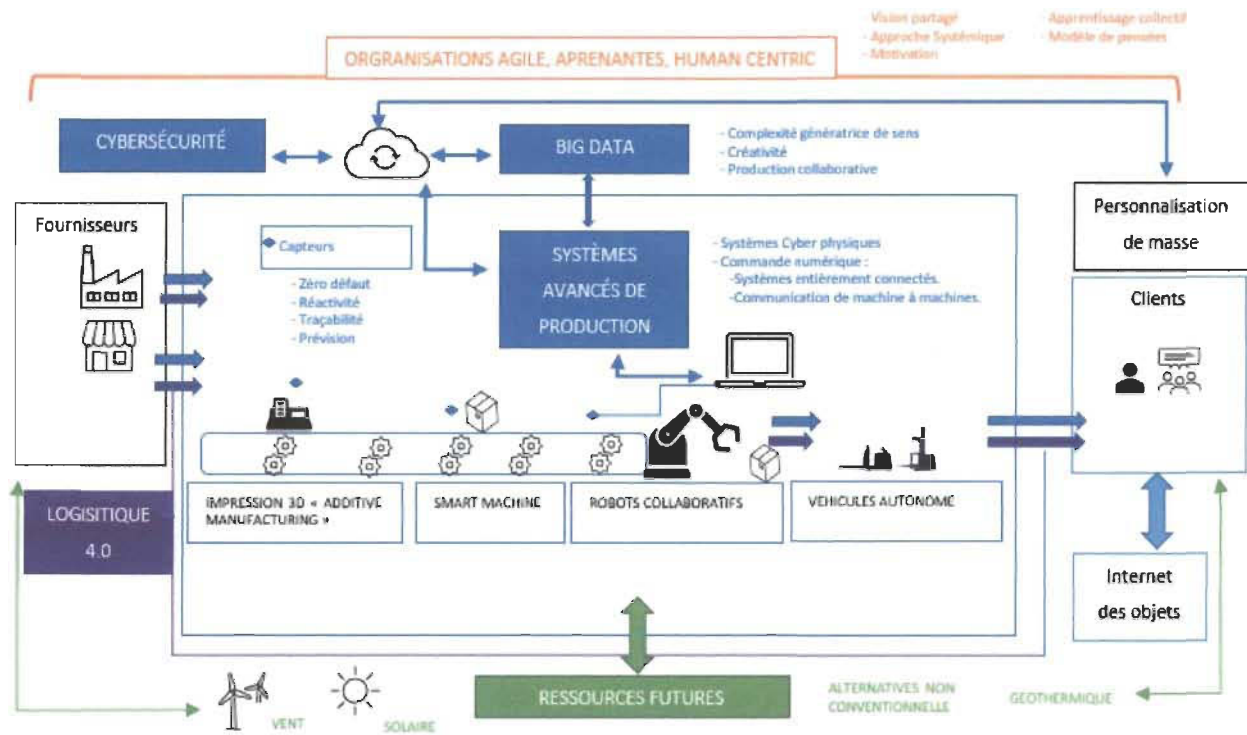 - Vision partagé
- Approche Systémique
- Motivation
- Apprentissage collectif
- Modèle de pensées
ORGRANISATIONS AGILE, APRENANTES, HUMAN CENTRIC
CYBERSÉCURITÉ
BIG DATA
- Complexité génératrice de sens
- Créativité
- Production collaborative
Fournisseurs
Capteurs
- Zéro défaut
- Réactivité
- Traçabilité
- Prévision
SYSTÈMES
AVANCÉS DE
PRODUCTION
- Systèmes Cyber physiques
- Commande numérique :
-Systèmes entièrement connectés.
-Communication de machine à machines.
Personnalisation
de masse
Clients
IMPRESSION 3D « ADDITIVE
MANUFACTURING »
SMART MACHINE
ROBOTS COLLABORATIFS
VEHICULES AUTONOME
LOGISITIQUE
4.0
Internet
des objets
VENT
SOLAIRE
RESSOURCES FUTURES
ALTERNATIVES NON
CONVENTIONNELLE
GEOTHERMIQUE